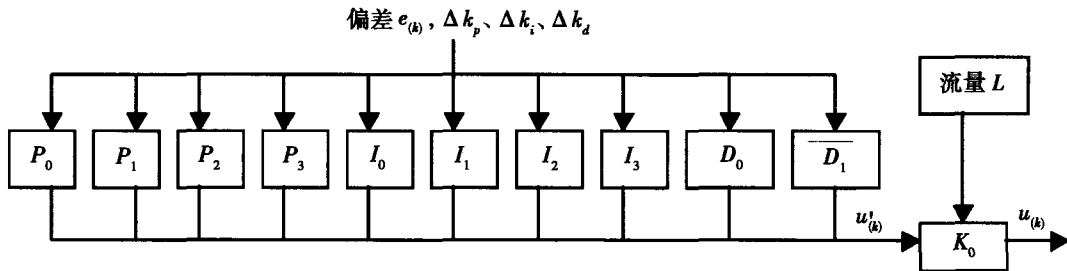 偏差 e(k), Δkp、Δki、Δkd
流量 L
P0 P1 P2 P3 I0 I1 I2 I3 D0 D1
u'(k) K0 u(k)